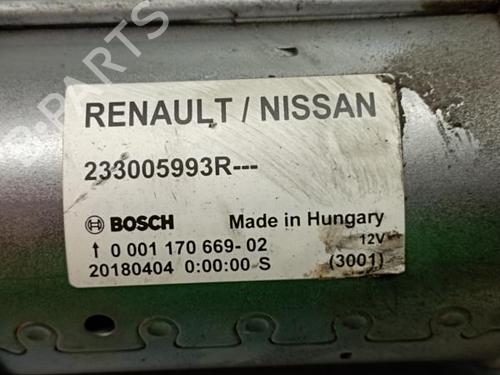 RENAULT / NISSAN
233005993R---
BOSCH Made in Hungary
↑ 0 001 170 669-02 12V
20180404 0:00:00 S (3001)